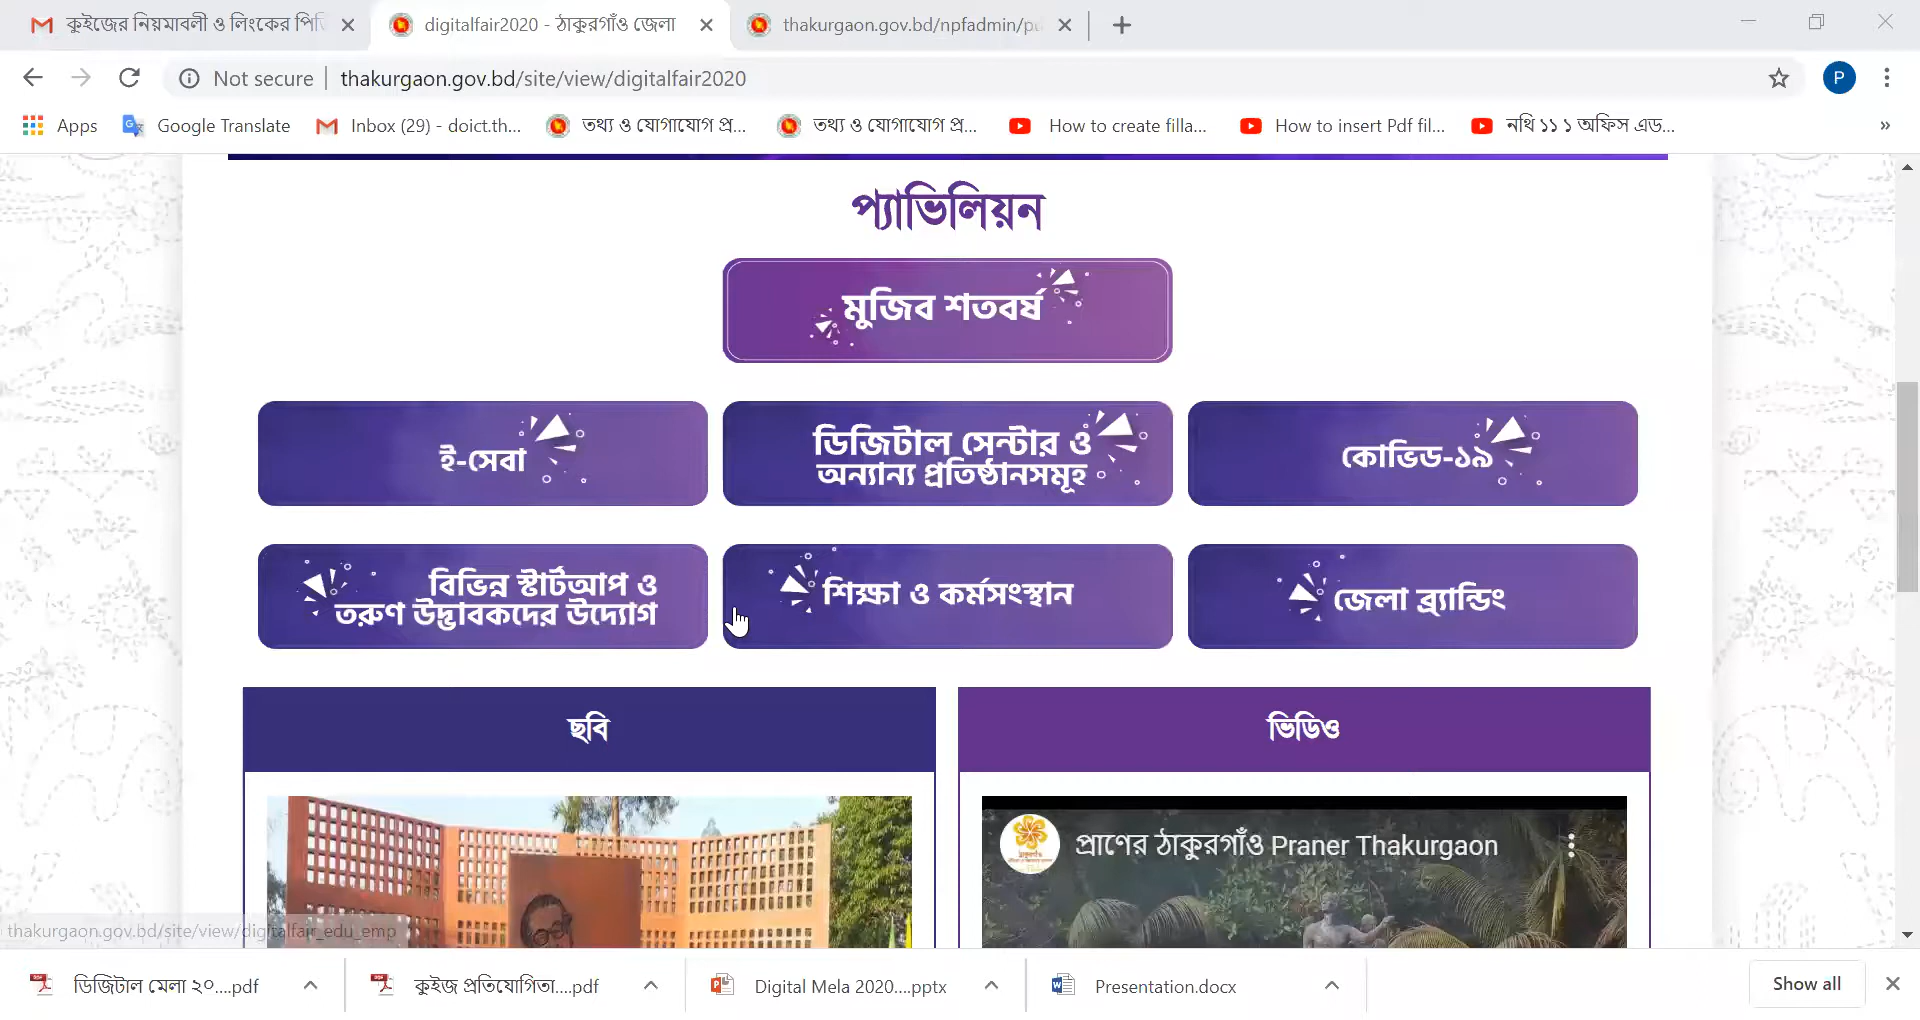 কুইজের নিয়মাবলী ও লিংকের পিডি
digitalfair2020 - ঠাকুরগাঁও জেলা
thakurgaon.gov.bd/npfadmin/pd
Not secure
thakurgaon.gov.bd/site/view/digitalfair2020
P
Apps
Google Translate
Inbox (29) - doict.th...
তথ্য ও যোগাযোগ প্র...
তথ্য ও যোগাযোগ প্র...
How to create filla...
How to insert Pdf fil...
নথি ১১ ১ অফিস এড...
»
প্যাভিলিয়ন
মুজিব শতবর্ষ
ই-সেবা
ডিজিটাল সেন্টার ও
অন্যান্য প্রতিষ্ঠানসমূহ
কোভিড-১৯
বিভিন্ন স্টার্টআপ ও
তরুণ উদ্ভাবকদের উদ্যোগ
শিক্ষা ও কর্মসংস্থান
জেলা ব্র্যান্ডিং
ছবি
ভিডিও
প্রাণের ঠাকুরগাঁও Praner Thakurgaon
thakurgaon.gov.bd/site/view/digitalfair_edu_emp
ডিজিটাল মেলা ২০....pdf
কুইজ প্রতিযোগিতা....pdf
Digital Mela 2020....pptx
Presentation.docx
Show all